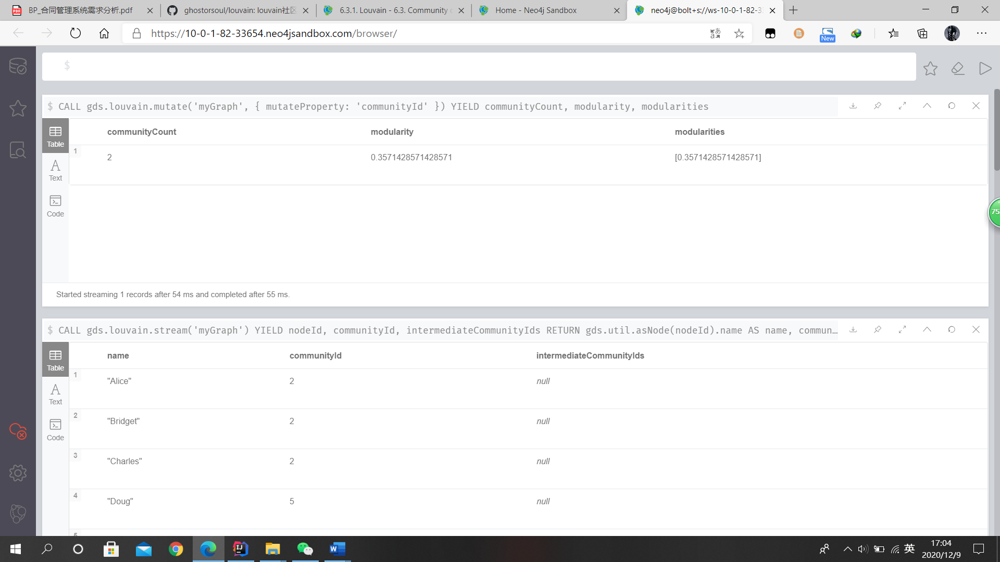 BP_合同管理系统需求分析.pdf
ghostorsoul/louvain: louvain社区
6.3.1. Louvain - 6.3. Community
Home - Neo4j Sandbox
neo4j@bolt+s://ws-10-0-1-82-33
https://10-0-1-82-33654.neo4jsandbox.com/browser/
New
$
$ CALL gds.louvain.mutate('myGraph', { mutateProperty: 'communityId' }) YIELD communityCount, modularity, modularities
Table
Text
Code
communityCount modularity modularities
1 2 0.3571428571428571 [0.3571428571428571]
Started streaming 1 records after 54 ms and completed after 55 ms.
75
$ CALL gds.louvain.stream('myGraph') YIELD nodeId, communityId, intermediateCommunityIds RETURN gds.util.asNode(nodeId).name AS name, commun…
Table
Text
Code
name communityId intermediateCommunityIds
1 "Alice" 2 null
2 "Bridget" 2 null
3 "Charles" 2 null
4 "Doug" 5 null
5
英
17:04
2020/12/9